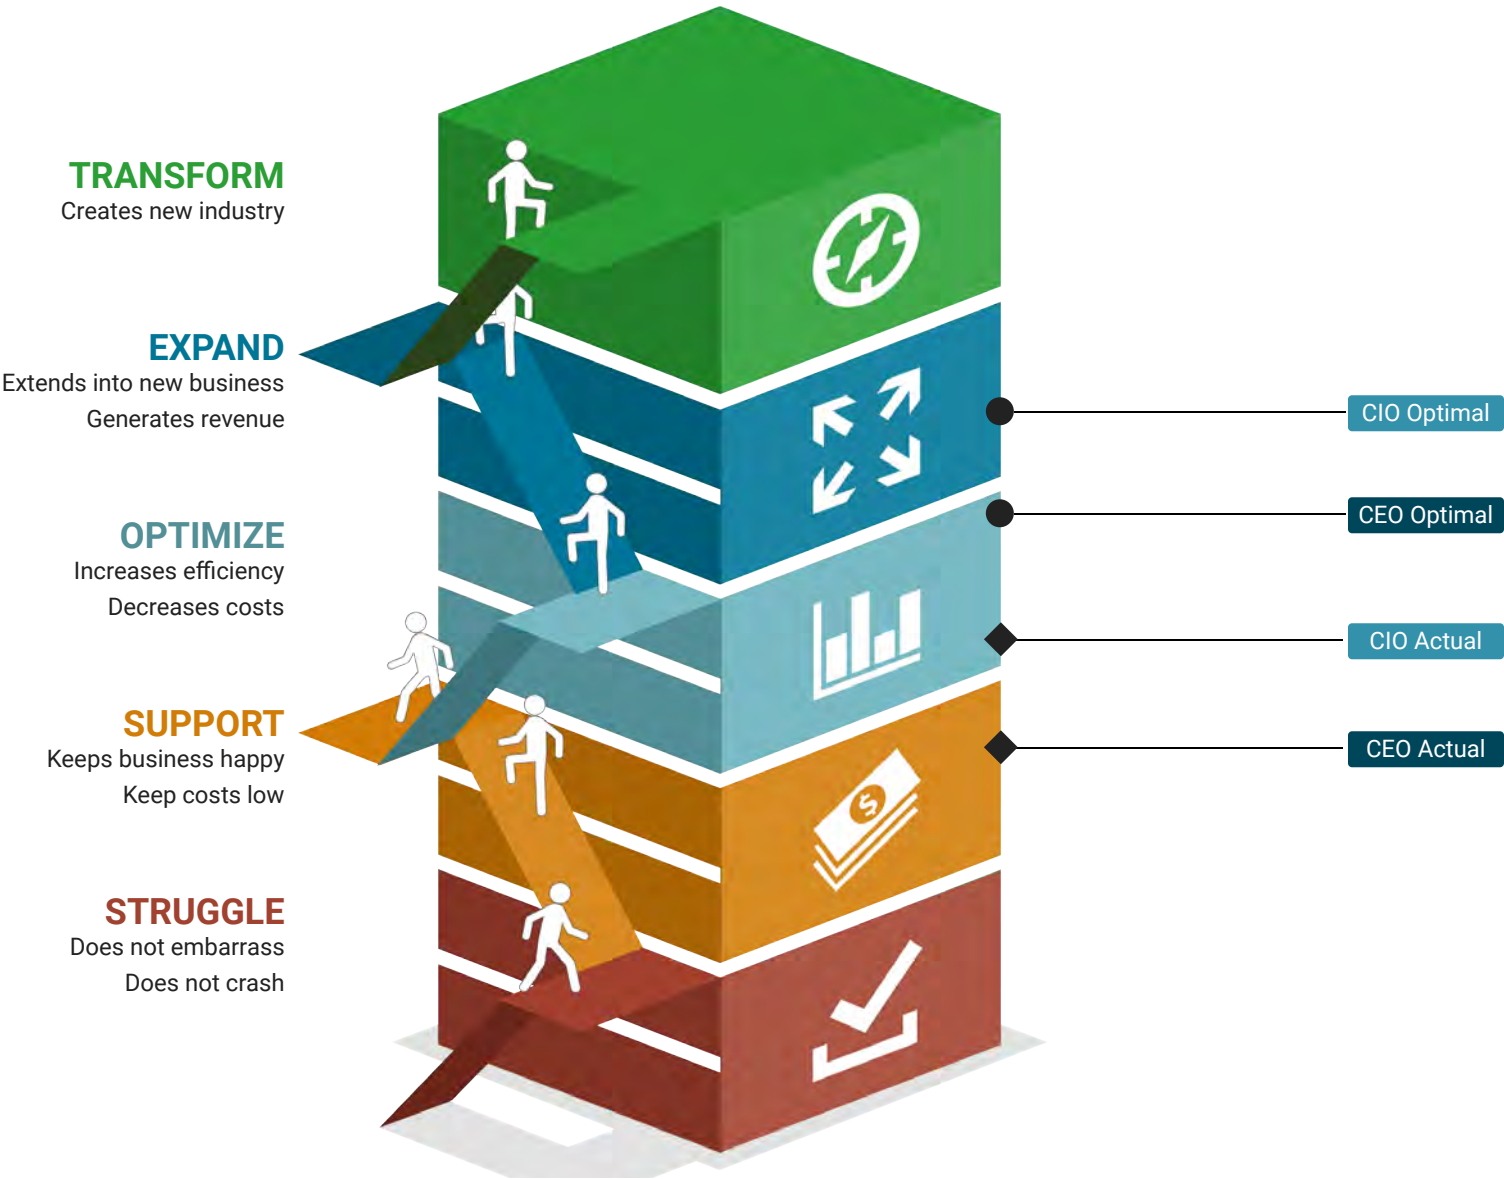 TRANSFORM
Creates new industry
EXPAND
Extends into new business
Generates revenue
OPTIMIZE
Increases efficiency
Decreases costs
SUPPORT
Keeps business happy
Keep costs low
STRUGGLE
Does not embarrass
Does not crash
CIO Optimal
CEO Optimal
CIO Actual
CEO Actual
$